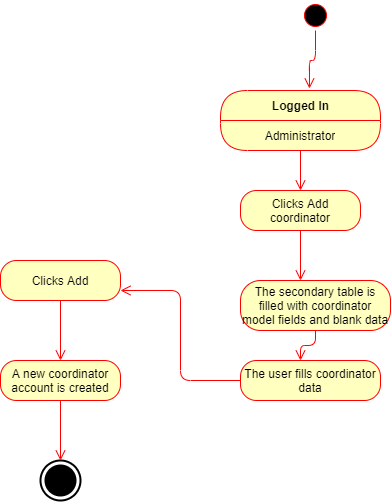 Logged In
Administrator
Clicks Add
coordinator
The secondary table is
filled with coordinator
model fields and blank data
The user fills coordinator
data
Clicks Add
A new coordinator
account is created